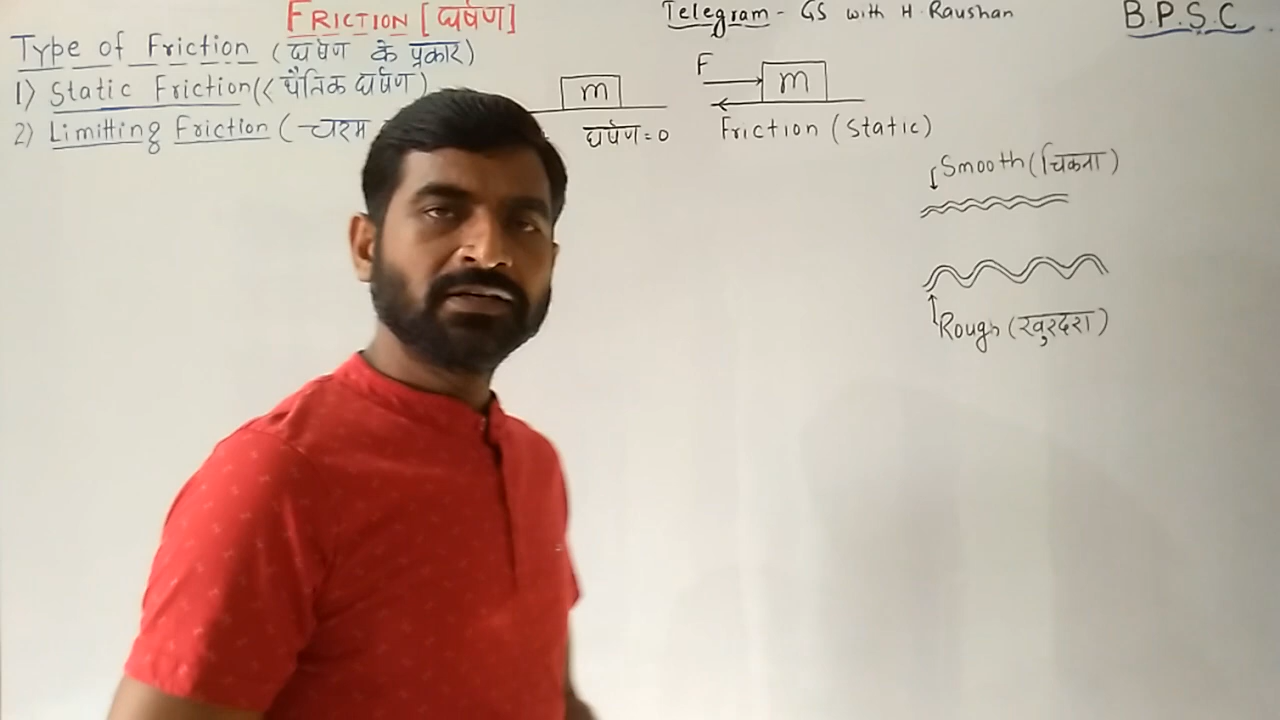 FRICTION [घर्षण]
Telegram - GS with H. Raushan
B.P.S.C.
Type of Friction (घर्षण के प्रकार)
1) Static Friction (स्थैतिक घर्षण)
2) Limitting Friction (चरम
m
घर्षण = 0
F
m
Friction (Static)
Smooth (चिकना)
Rough (खुरदरा)